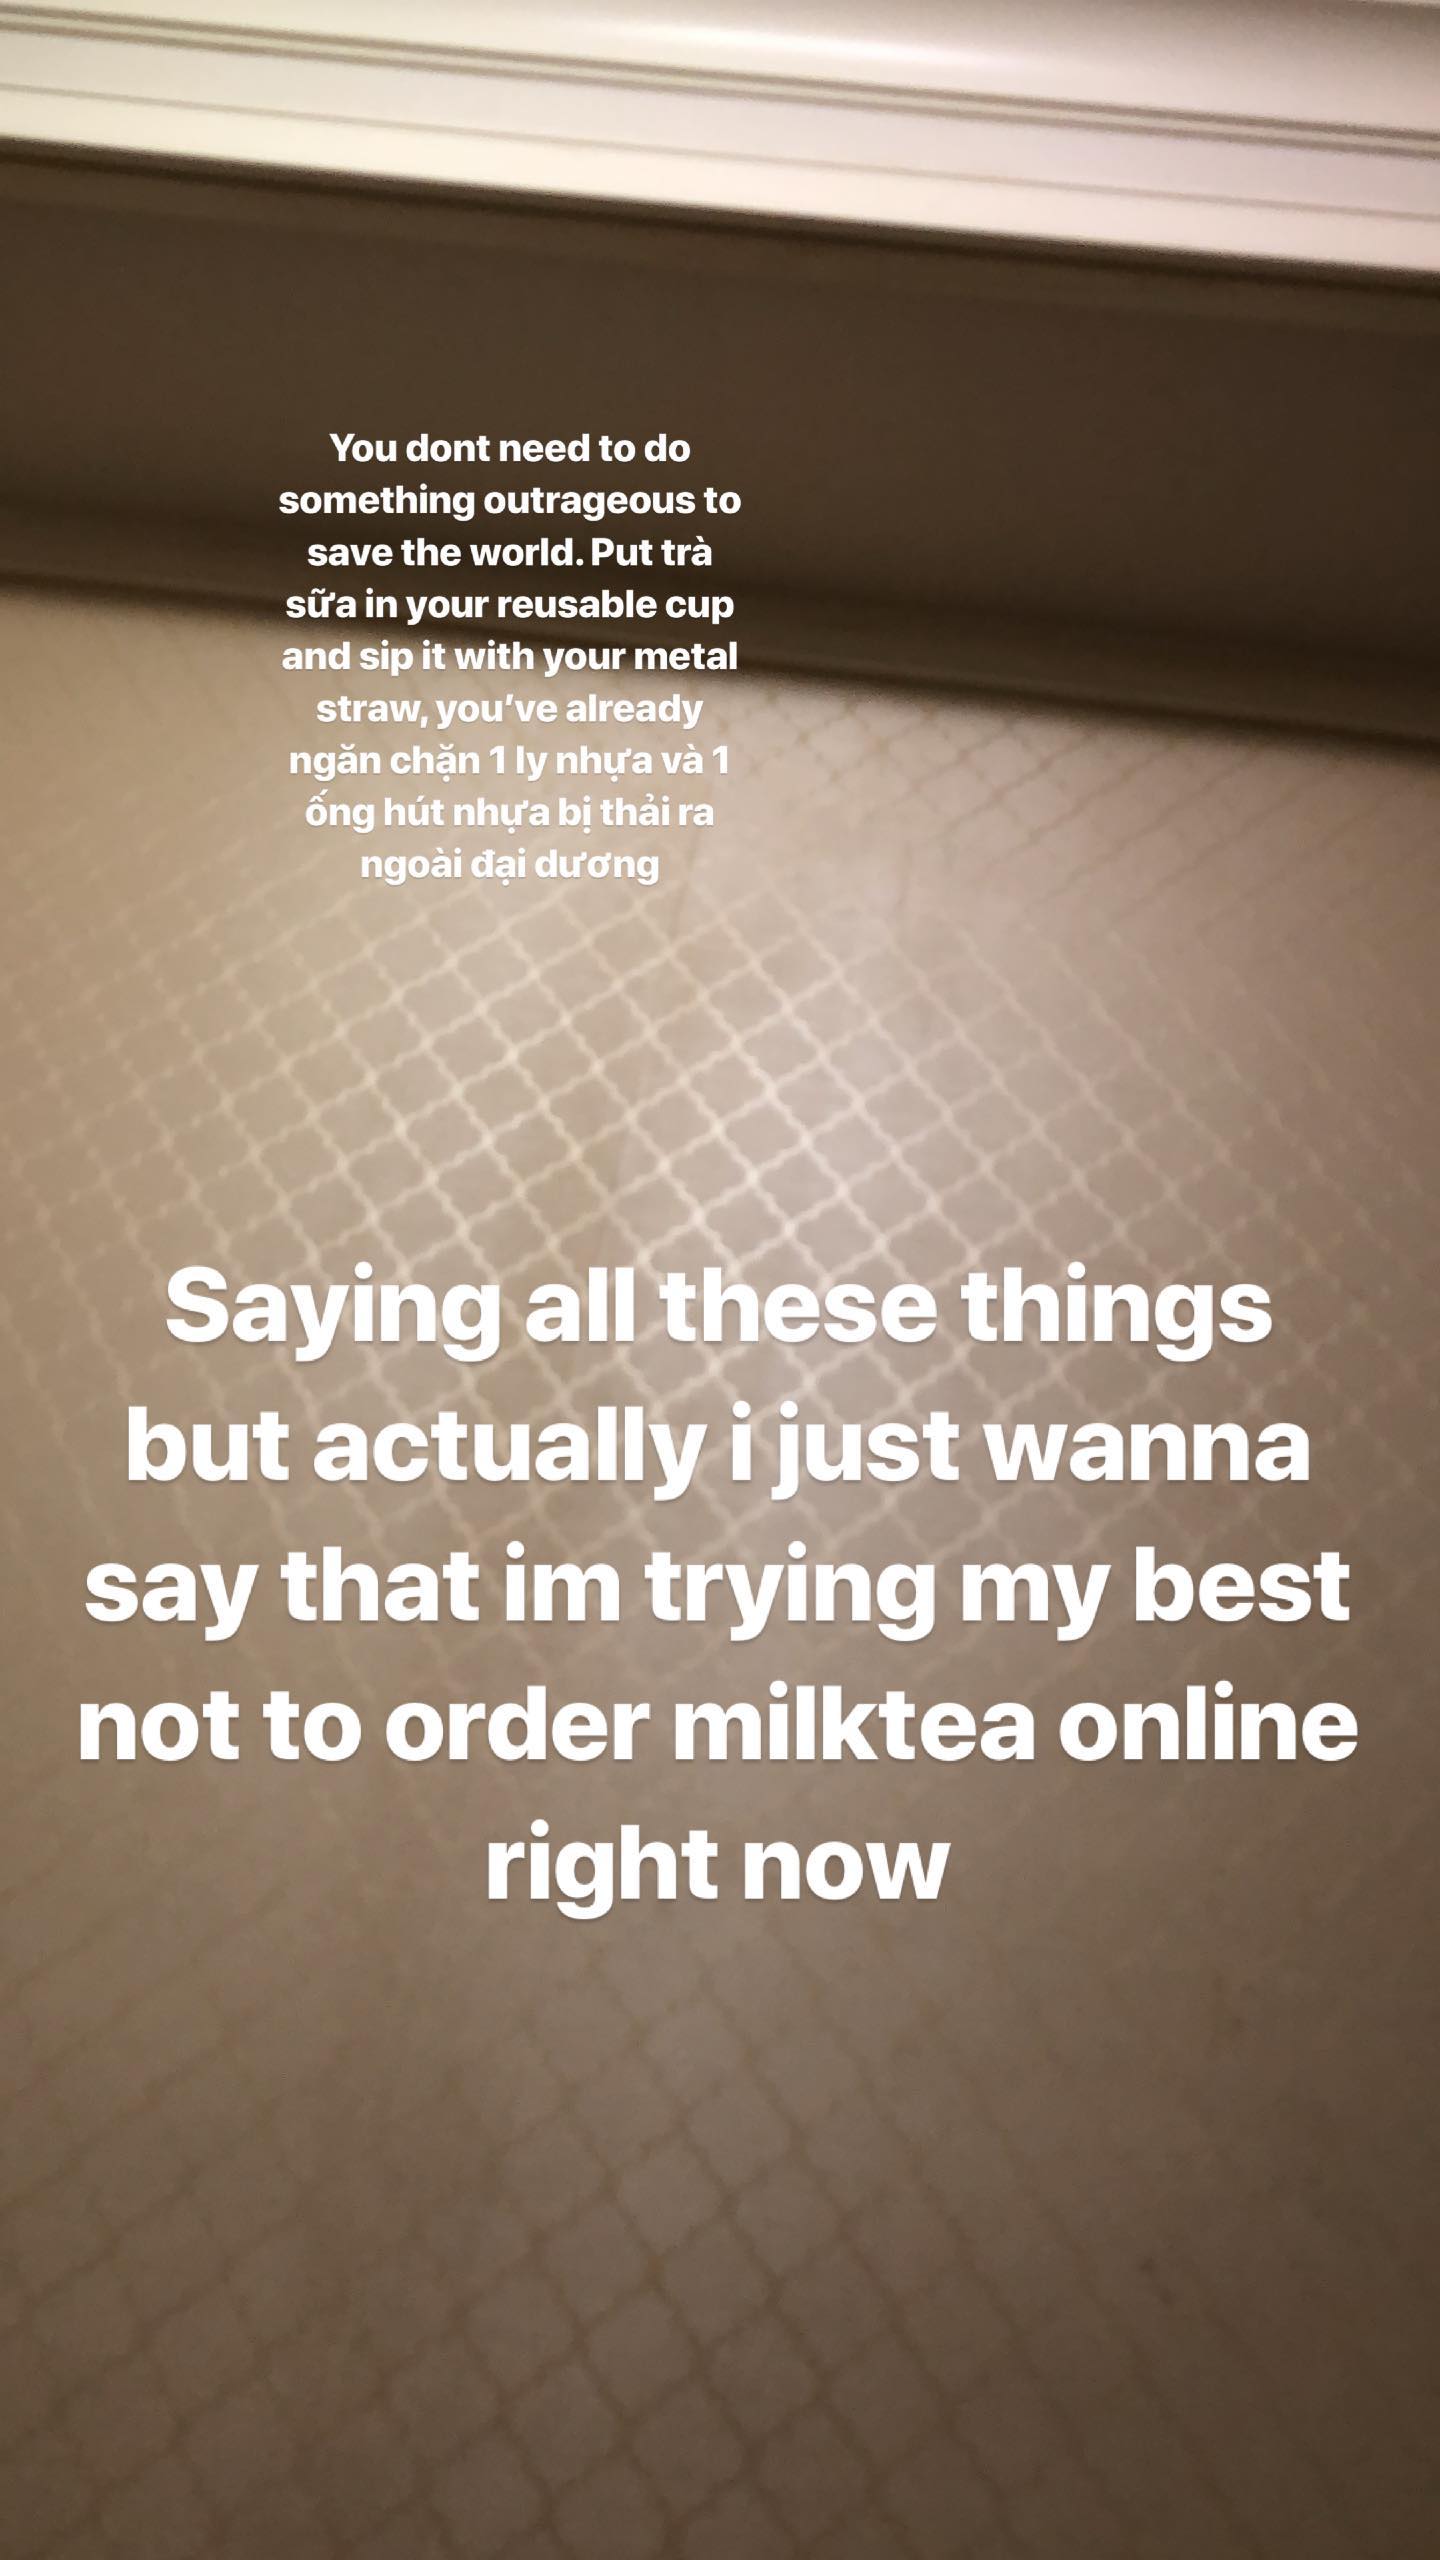 You dont need to do
something outrageous to
save the world. Put trà
sữa in your reusable cup
and sip it with your metal
straw, you’ve already
ngăn chặn 1 ly nhựa và 1
ống hút nhựa bị thải ra
ngoài đại dương
Saying all these things
but actually i just wanna
say that im trying my best
not to order milktea online
right now